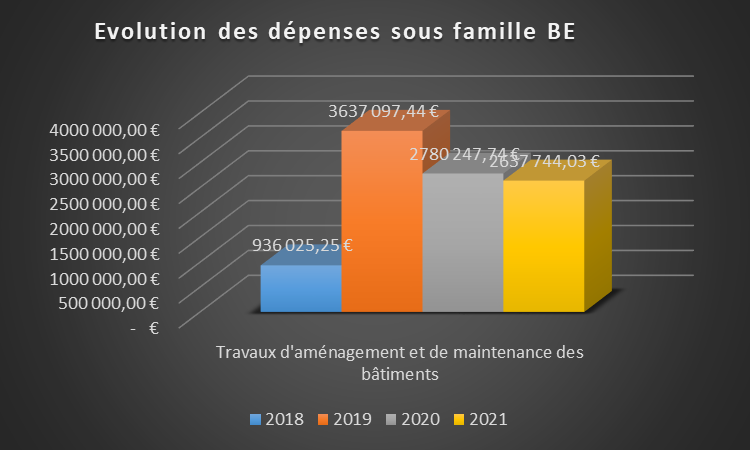 Evolution des dépenses sous famille BE
3637 097,44 €
4000 000,00 €
3500 000,00 €
3000 000,00 €
2500 000,00 €
2000 000,00 €
1500 000,00 €
1000 000,00 €
500 000,00 €
- €
2780 247,74 €
2637 744,03 €
936 025,25 €
Travaux d'aménagement et de maintenance des
bâtiments
2018 2019 2020 2021